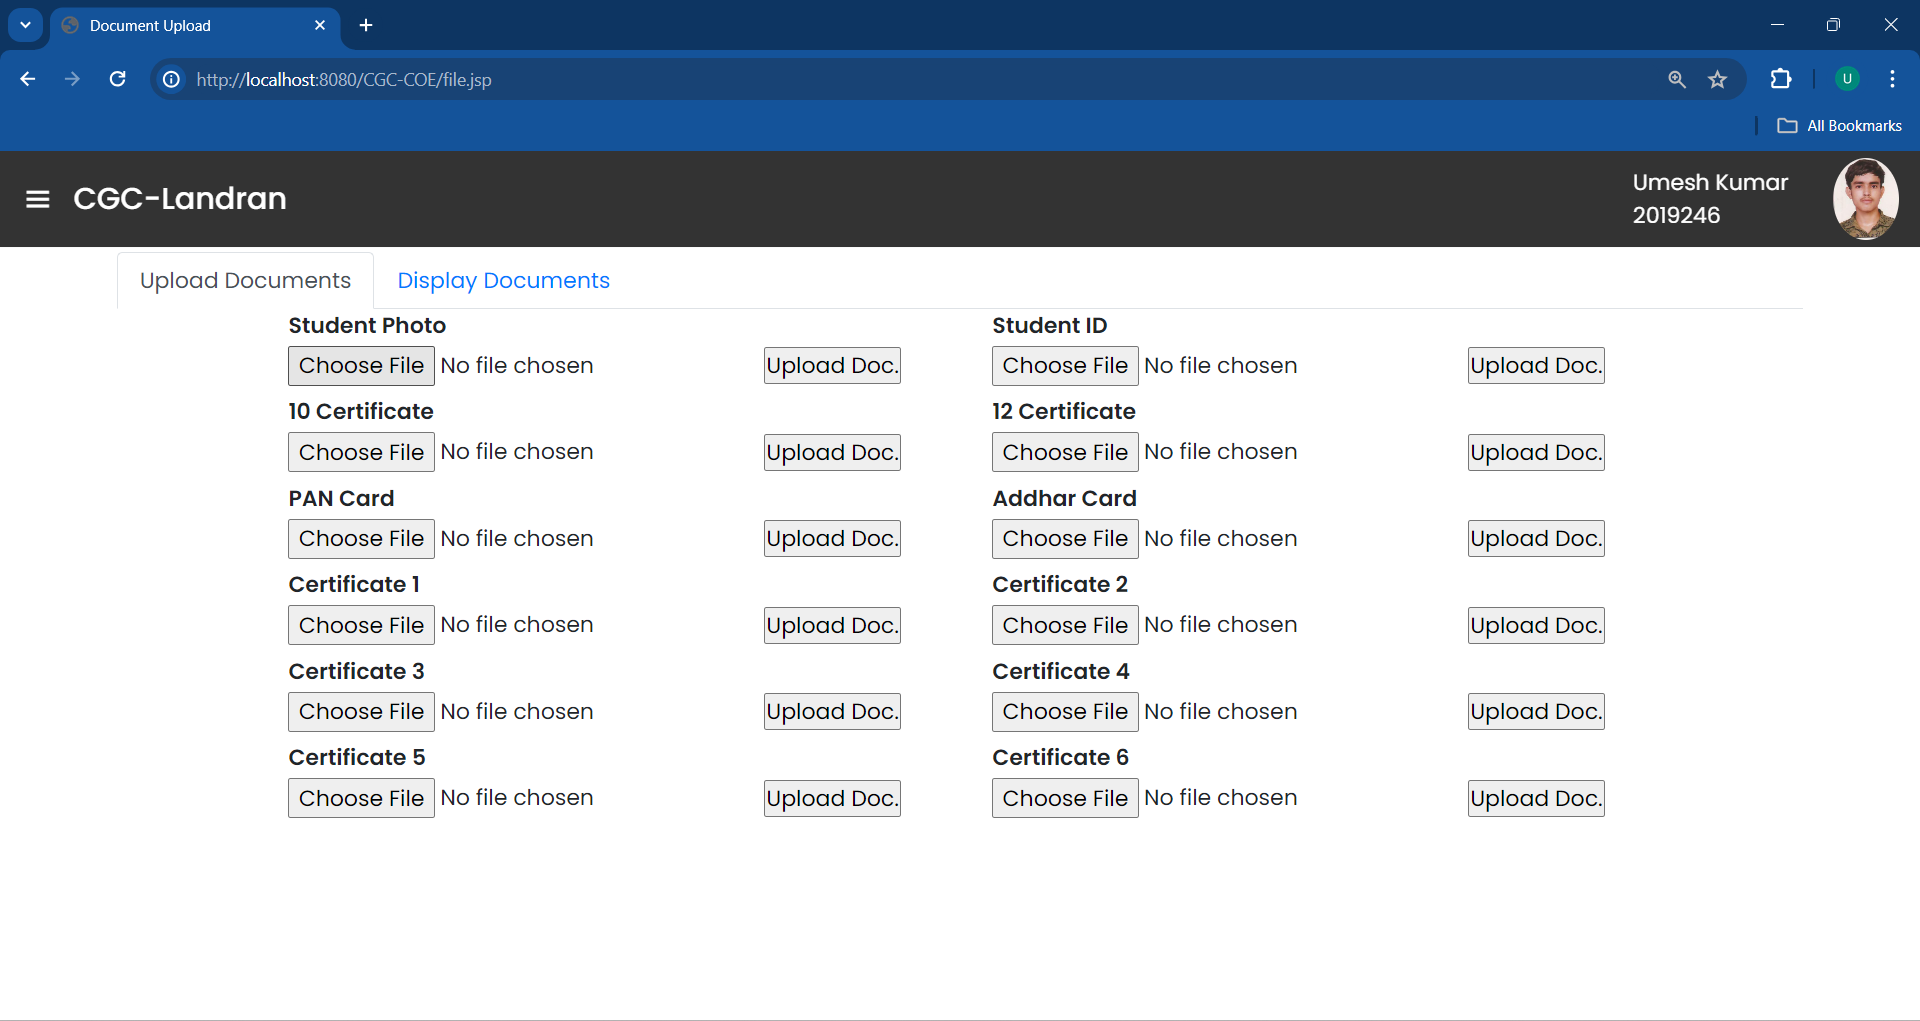 Document Upload
http://localhost:8080/CGC-COE/file.jsp
U
All Bookmarks
CGC-Landran
Umesh Kumar
2019246
Upload Documents Display Documents
Student Photo Student ID
Choose File No file chosen Upload Doc. Choose File No file chosen Upload Doc.
10 Certificate 12 Certificate
Choose File No file chosen Upload Doc. Choose File No file chosen Upload Doc.
PAN Card Addhar Card
Choose File No file chosen Upload Doc. Choose File No file chosen Upload Doc.
Certificate 1 Certificate 2
Choose File No file chosen Upload Doc. Choose File No file chosen Upload Doc.
Certificate 3 Certificate 4
Choose File No file chosen Upload Doc. Choose File No file chosen Upload Doc.
Certificate 5 Certificate 6
Choose File No file chosen Upload Doc. Choose File No file chosen Upload Doc.